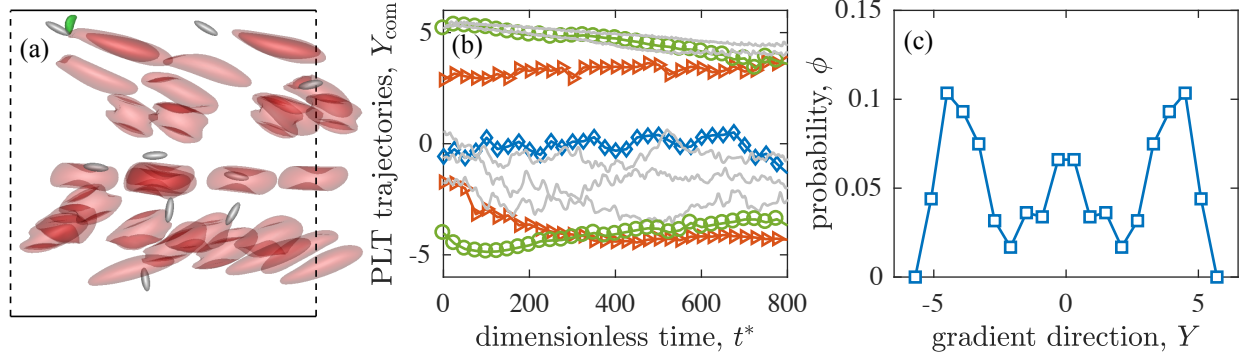 (a)
PLT trajectories, Y_com
5
0
-5
(b)
0
200
400
600
800
dimensionless time, t*
probability, ϕ
0.15
0.1
0.05
0
(c)
-5
0
5
gradient direction, Y